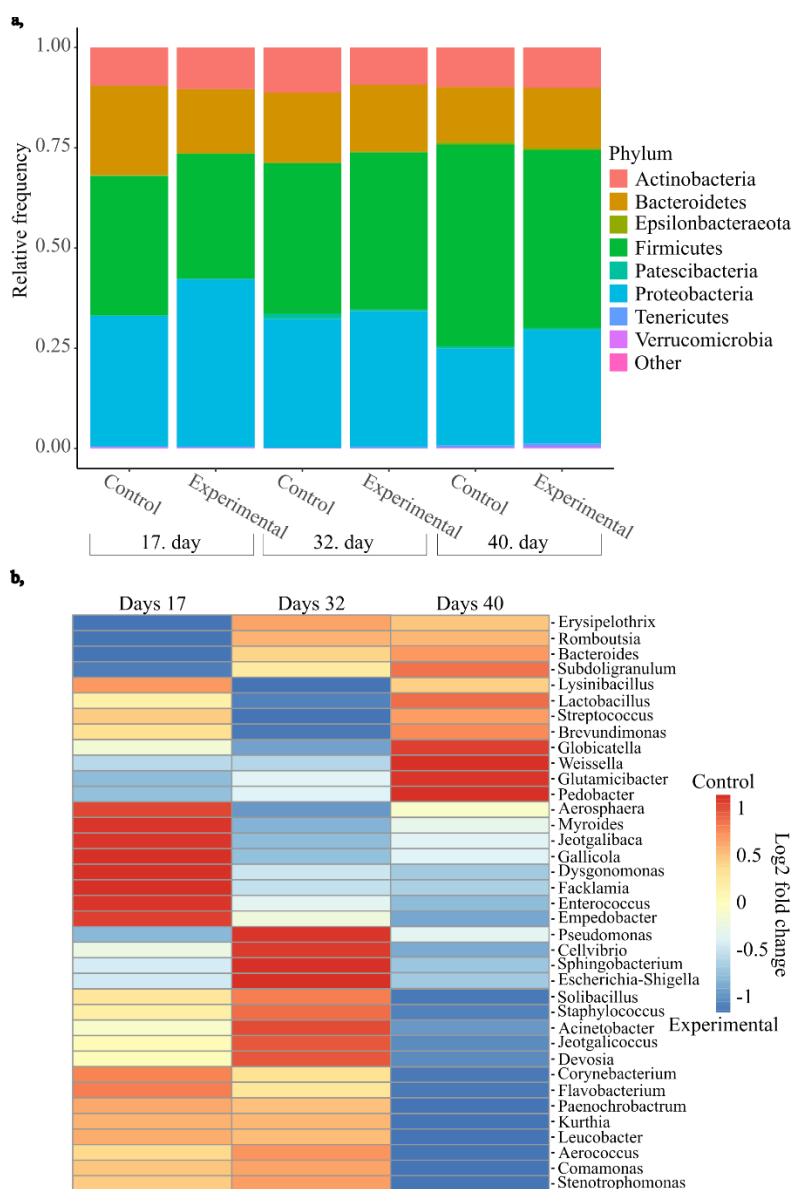 a,
1.00
0.75
0.50
0.25
0.00
Relative frequency
Phylum
Actinobacteria
Bacteroidetes
Epsilonbacteraeota
Firmicutes
Patescibacteria
Proteobacteria
Tenericutes
Verrucomicrobia
Other
Control
Experimental
Control
Experimental
Control
Experimental
17. day
32. day
40. day
b,
Days 17
Days 32
Days 40
Erysipelothrix
Romboutsia
Bacteroides
Subdoligranulum
Lysinibacillus
Lactobacillus
Streptococcus
Brevundimonas
Globicatella
Weissella
Glutamicibacter
Pedobacter
Aerosphaera
Myroides
Jeotgalibaca
Gallicola
Dysgonomonas
Facklamia
Enterococcus
Empedobacter
Pseudomonas
Cellvibrio
Sphingobacterium
Escherichia-Shigella
Solibacillus
Staphylococcus
Acinetobacter
Jeotgalicoccus
Devosia
Corynebacterium
Flavobacterium
Paenochrobactrum
Kurthia
Leucobacter
Aerococcus
Comamonas
Stenotrophomonas
Control
1
0.5
0
-0.5
-1
Log2 fold change
Experimental